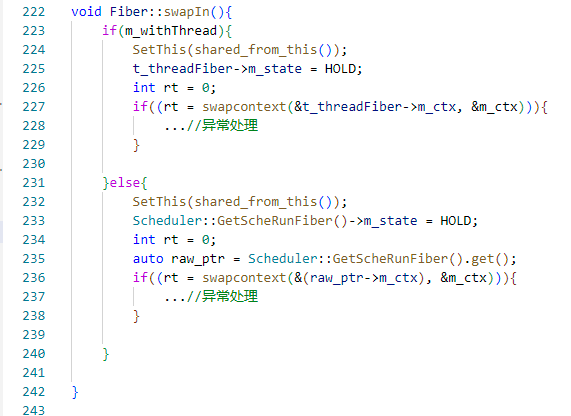 222 void Fiber::swapIn(){
223 if(m_withThread){
224 SetThis(shared_from_this());
225 t_threadFiber->m_state = HOLD;
226 int rt = 0;
227 if((rt = swapcontext(&t_threadFiber->m_ctx, &m_ctx))){
228 ...//异常处理
229 }
230
231 }else{
232 SetThis(shared_from_this());
233 Scheduler::GetScheRunFiber()->m_state = HOLD;
234 int rt = 0;
235 auto raw_ptr = Scheduler::GetScheRunFiber().get();
236 if((rt = swapcontext(&(raw_ptr->m_ctx), &m_ctx))){
237 ...//异常处理
238 }
239
240 }
241
242 }
243